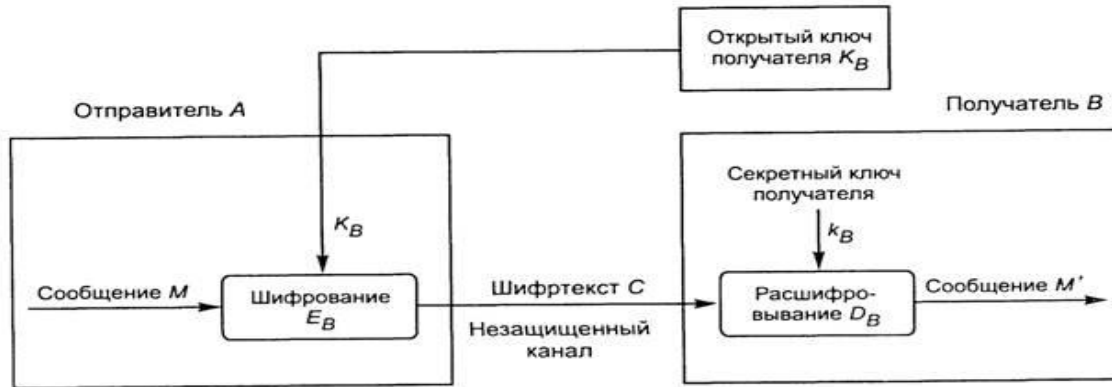 Открытый ключ
получателя K_B
Отправитель A
Получатель B
Секретный ключ
получателя
K_B
k_B
Сообщение M
Шифрование
E_B
Шифртекст C
Незащищенный
канал
Расшифро-
вывание D_B
Сообщение M'